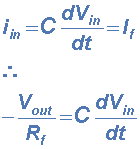 i_in = C dV_in/dt = I_f
∴
-V_out/R_f = C dV_in/dt